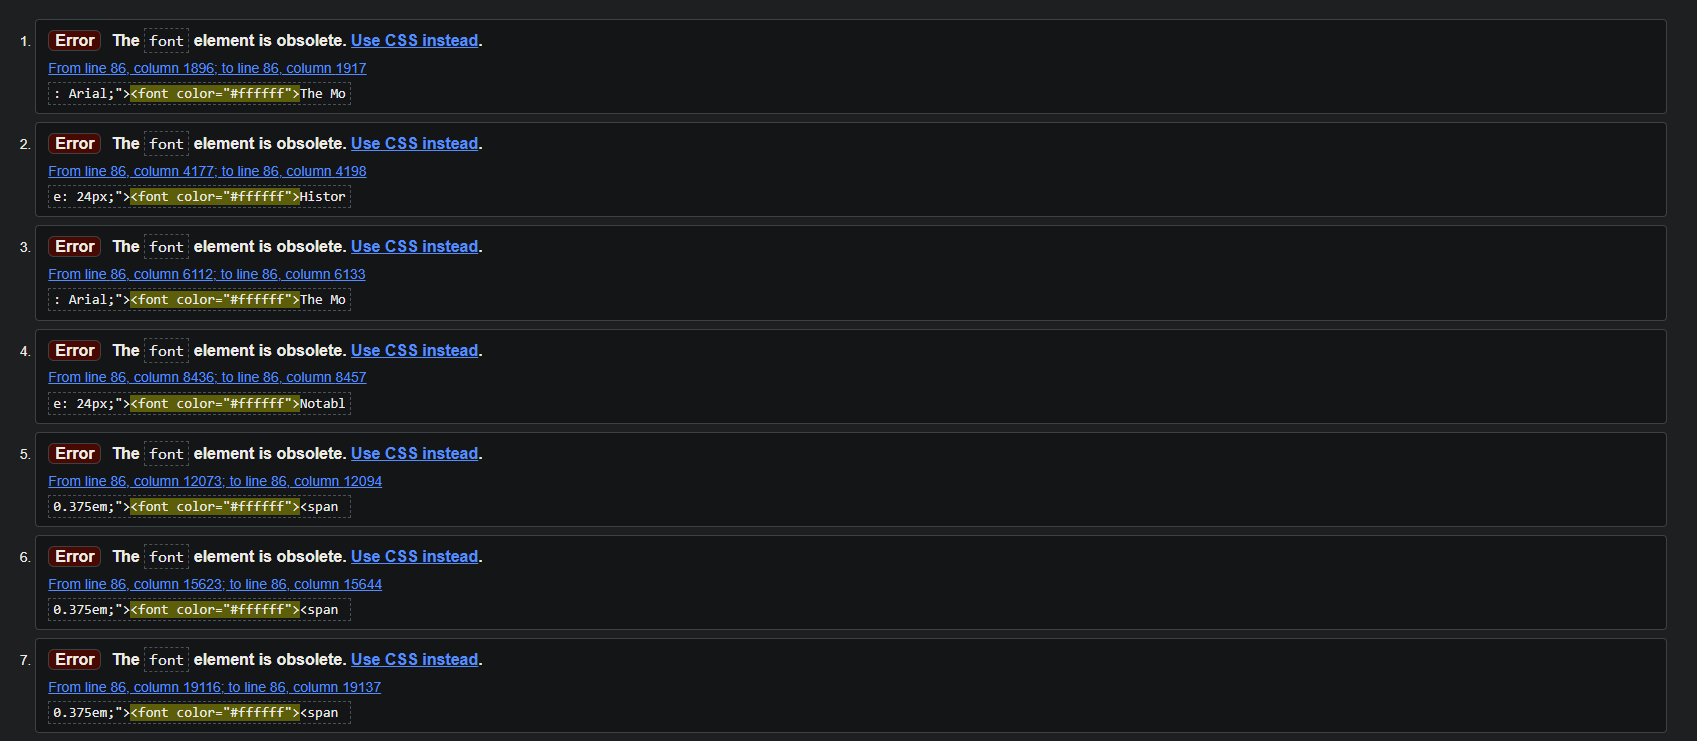 1. Error The font element is obsolete. Use CSS instead.
From line 86, column 1896; to line 86, column 1917
: Arial;"><font color="#ffffff">The Mo
2. Error The font element is obsolete. Use CSS instead.
From line 86, column 4177; to line 86, column 4198
e: 24px;"><font color="#ffffff">Histor
3. Error The font element is obsolete. Use CSS instead.
From line 86, column 6112; to line 86, column 6133
: Arial;"><font color="#ffffff">The Mo
4. Error The font element is obsolete. Use CSS instead.
From line 86, column 8436; to line 86, column 8457
e: 24px;"><font color="#ffffff">Notabl
5. Error The font element is obsolete. Use CSS instead.
From line 86, column 12073; to line 86, column 12094
0.375em;"><font color="#ffffff"><span
6. Error The font element is obsolete. Use CSS instead.
From line 86, column 15623; to line 86, column 15644
0.375em;"><font color="#ffffff"><span
7. Error The font element is obsolete. Use CSS instead.
From line 86, column 19116; to line 86, column 19137
0.375em;"><font color="#ffffff"><span